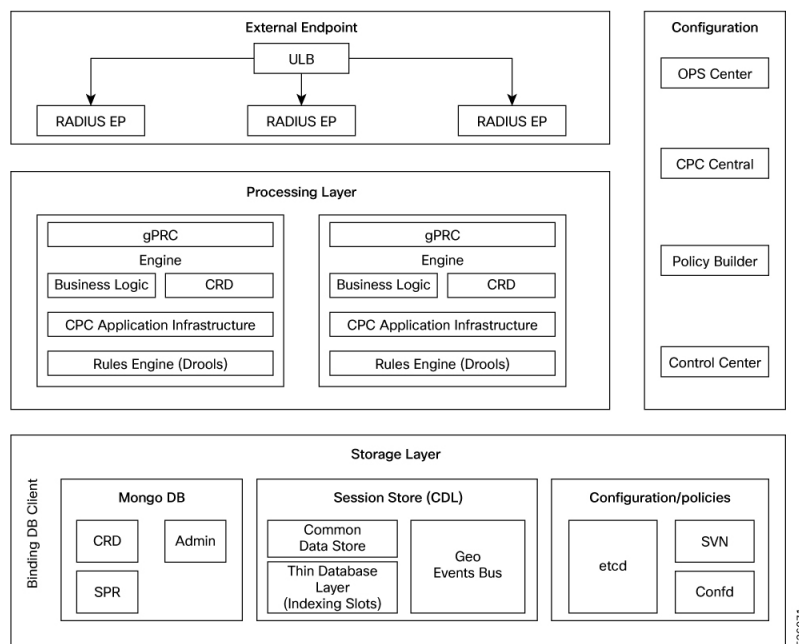 External Endpoint
ULB
RADIUS EP
RADIUS EP
RADIUS EP
Configuration
OPS Center
CPC Central
Policy Builder
Control Center
Processing Layer
gPRC
Engine
Business Logic
CRD
CPC Application Infrastructure
Rules Engine (Drools)
gPRC
Engine
Business Logic
CRD
CPC Application Infrastructure
Rules Engine (Drools)
Storage Layer
Binding DB Client
Mongo DB
CRD
Admin
SPR
Session Store (CDL)
Common
Data Store
Thin Database
Layer
(Indexing Slots)
Geo
Events Bus
Configuration/policies
etcd
SVN
Confd